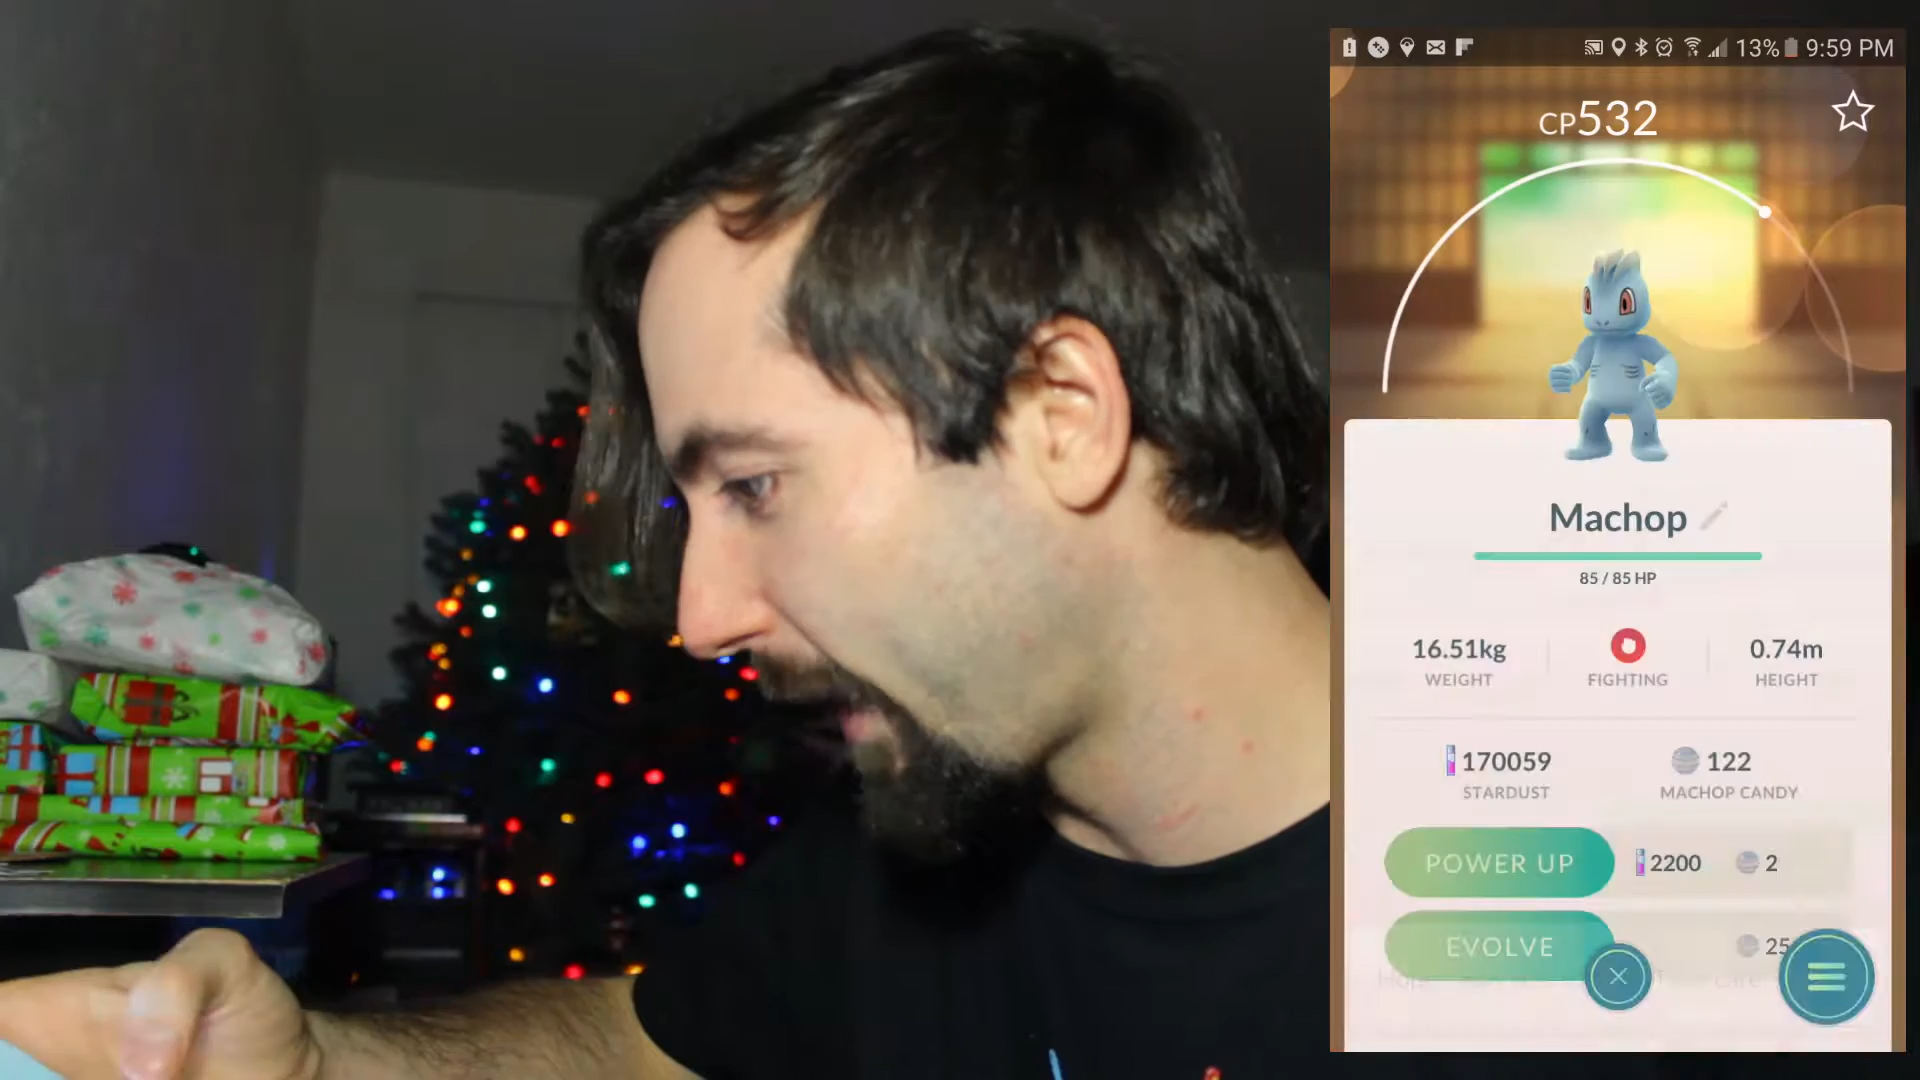 13% 9:59 PM
CP532
Machop
85 / 85 HP
16.51kg
WEIGHT
FIGHTING
0.74m
HEIGHT
170059
STARDUST
122
MACHOP CANDY
POWER UP 2200 2
EVOLVE 25